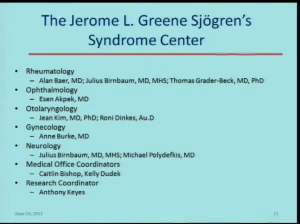 The Jerome L. Greene Sjögren's
Syndrome Center
• Rheumatology
– Alan Baer, MD; Julius Birnbaum, MD, MHS; Thomas Grader-Beck, MD, PhD
• Ophthalmology
– Esen Akpek, MD
• Otolaryngology
– Jean Kim, MD, PhD; Roni Dinkes, Au.D
• Gynecology
– Anne Burke, MD
• Neurology
– Julius Birnbaum, MD, MHS; Michael Polydefkis, MD
• Medical Office Coordinators
– Caitlin Bishop, Kelly Dudek
• Research Coordinator
– Anthony Keyes